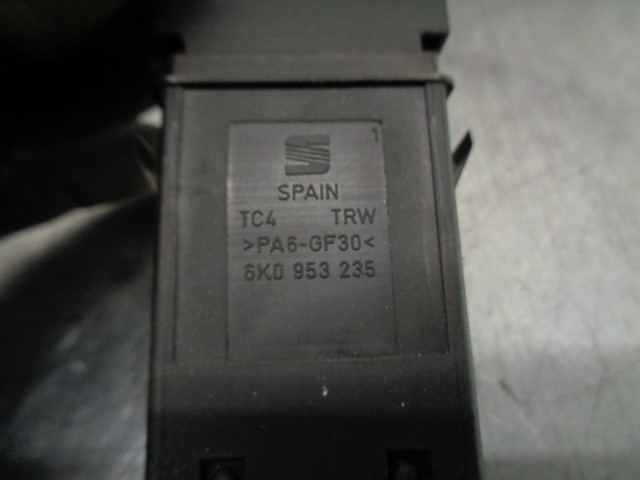 1
SPAIN
TC4 TRW
>PA6-GF30<
6K0 953 235